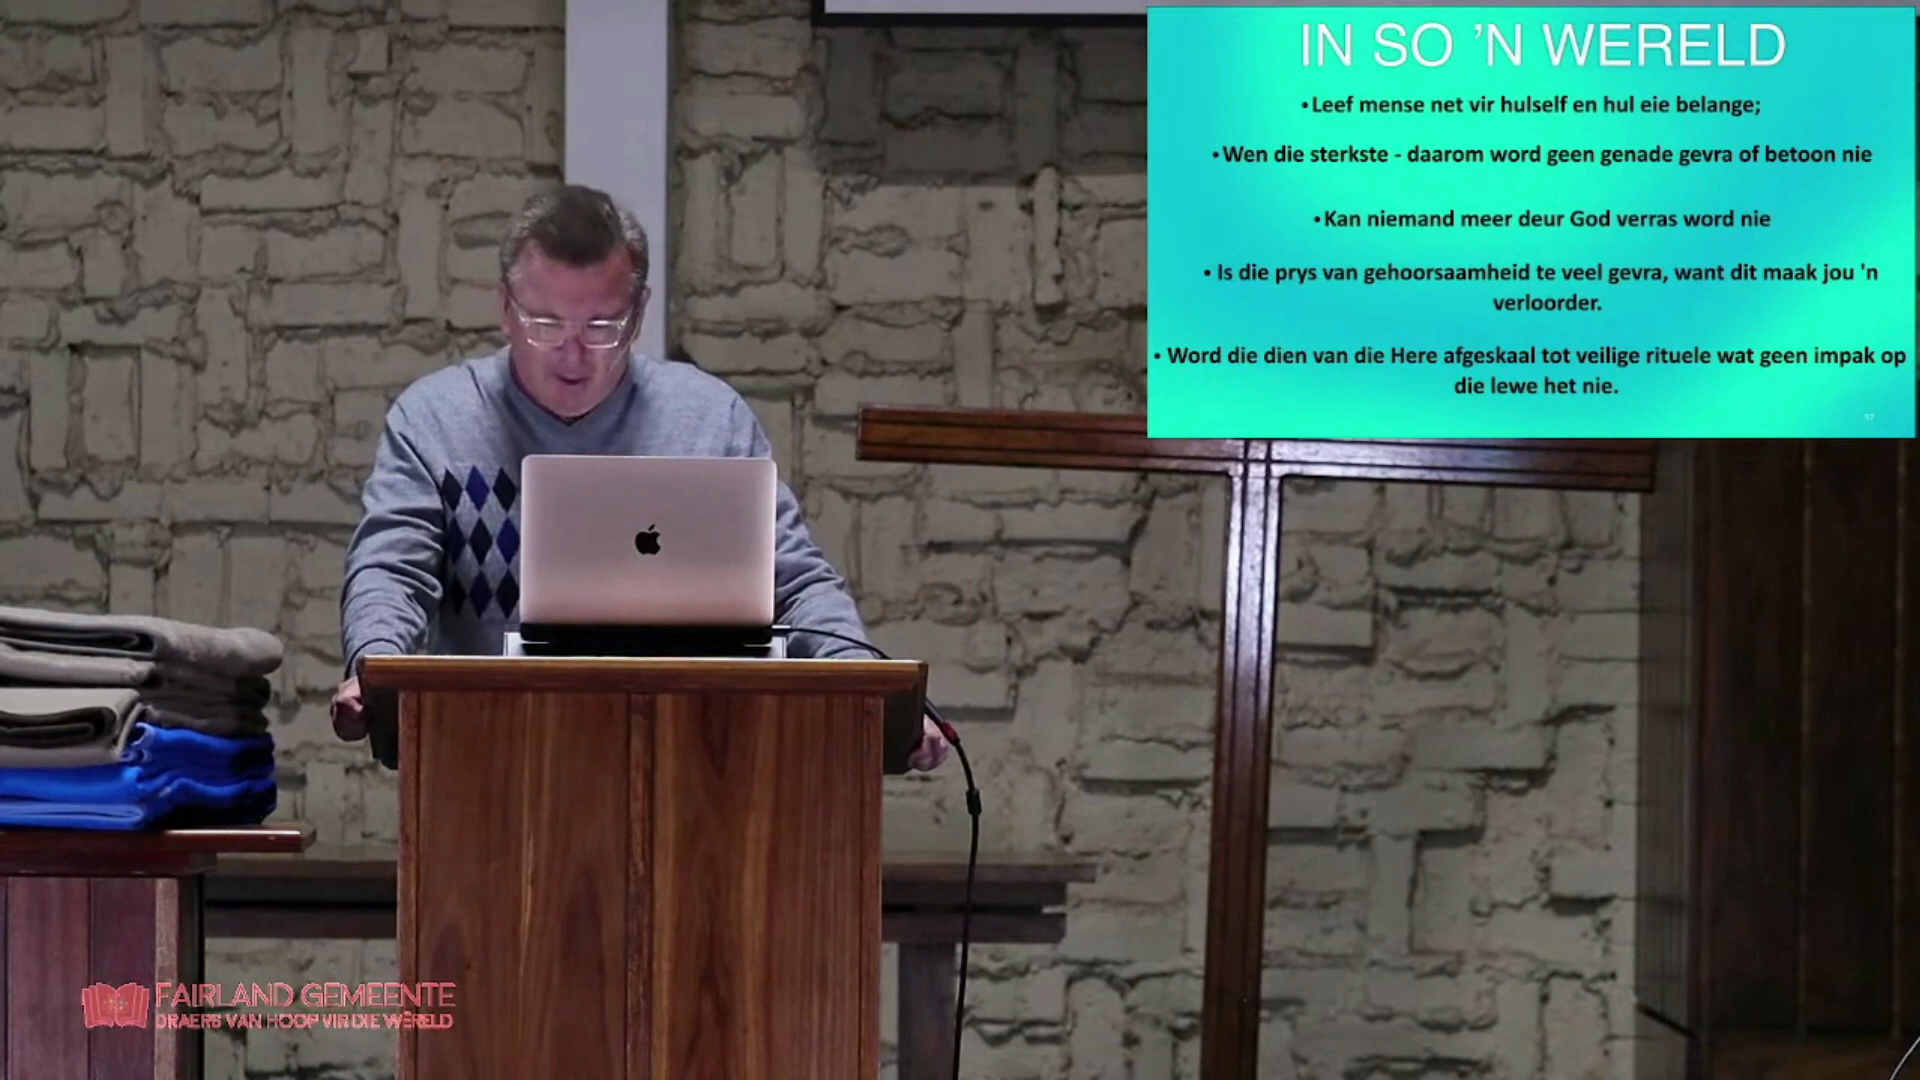 IN SO ’N WERELD
•Leef mense net vir hulself en hul eie belange;
•Wen die sterkste - daarom word geen genade gevra of betoon nie
•Kan niemand meer deur God verras word nie
• Is die prys van gehoorsaamheid te veel gevra, want dit maak jou 'n
verloorder.
• Word die dien van die Here afgeskaal tot veilige rituele wat geen impak op
die lewe het nie.
57
FAIRLAND GEMEENTE
DRAERS VAN HOOP VIR DIE WÊRELD